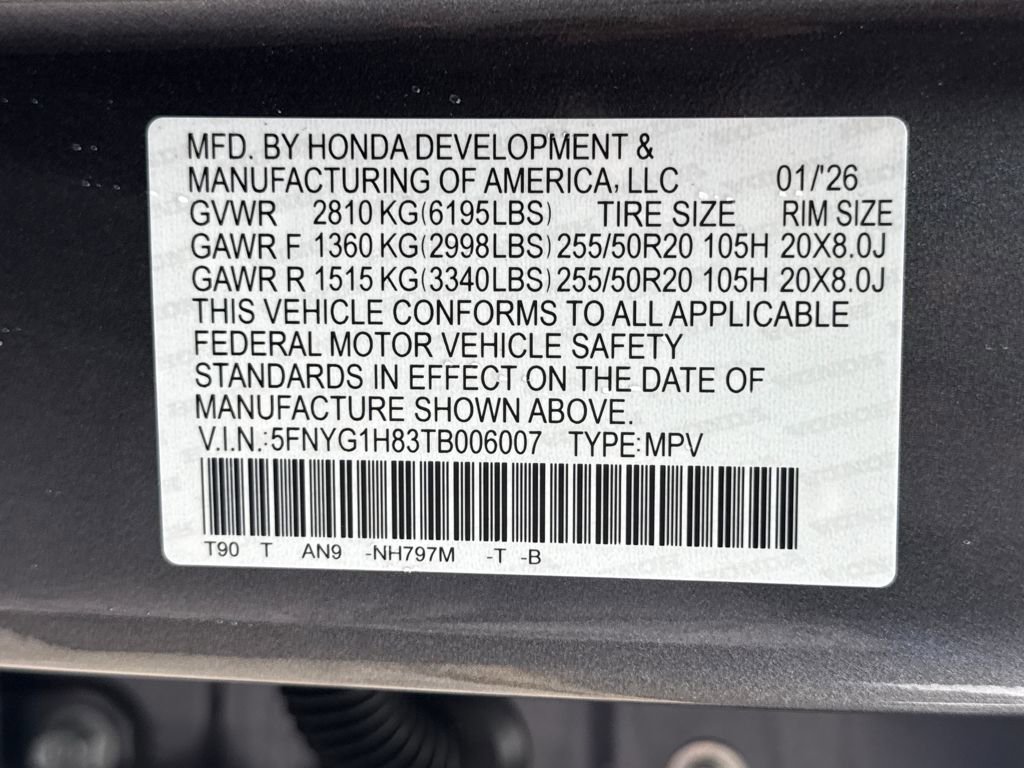 MFD. BY HONDA DEVELOPMENT &
MANUFACTURING OF AMERICA, LLC 01/'26
GVWR 2810 KG(6195LBS) TIRE SIZE RIM SIZE
GAWR F 1360 KG(2998LBS) 255/50R20 105H 20X8.0J
GAWR R 1515 KG(3340LBS) 255/50R20 105H 20X8.0J
THIS VEHICLE CONFORMS TO ALL APPLICABLE
FEDERAL MOTOR VEHICLE SAFETY
STANDARDS IN EFFECT ON THE DATE OF
MANUFACTURE SHOWN ABOVE.
V.I.N.:5FNYG1H83TB006007 TYPE:MPV
T90 T AN9 -NH797M -T -B